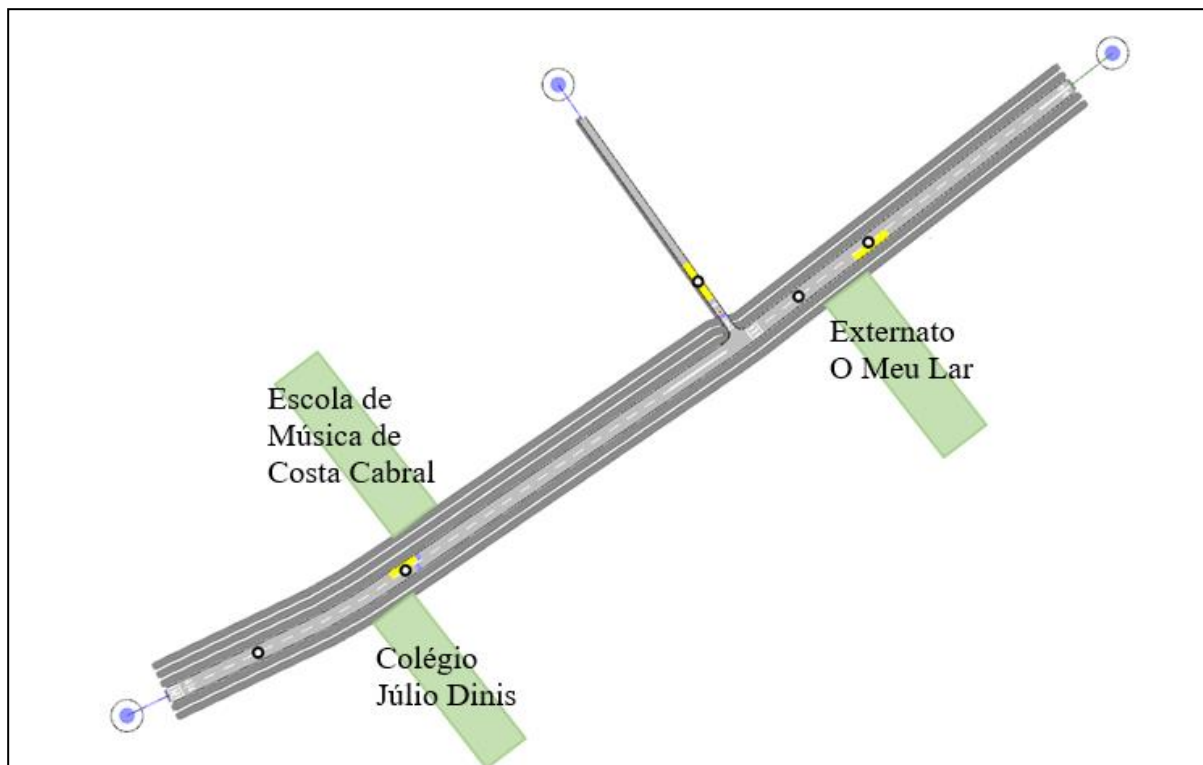 Externato
O Meu Lar
Escola de
Música de
Costa Cabral
Colégio
Júlio Dinis